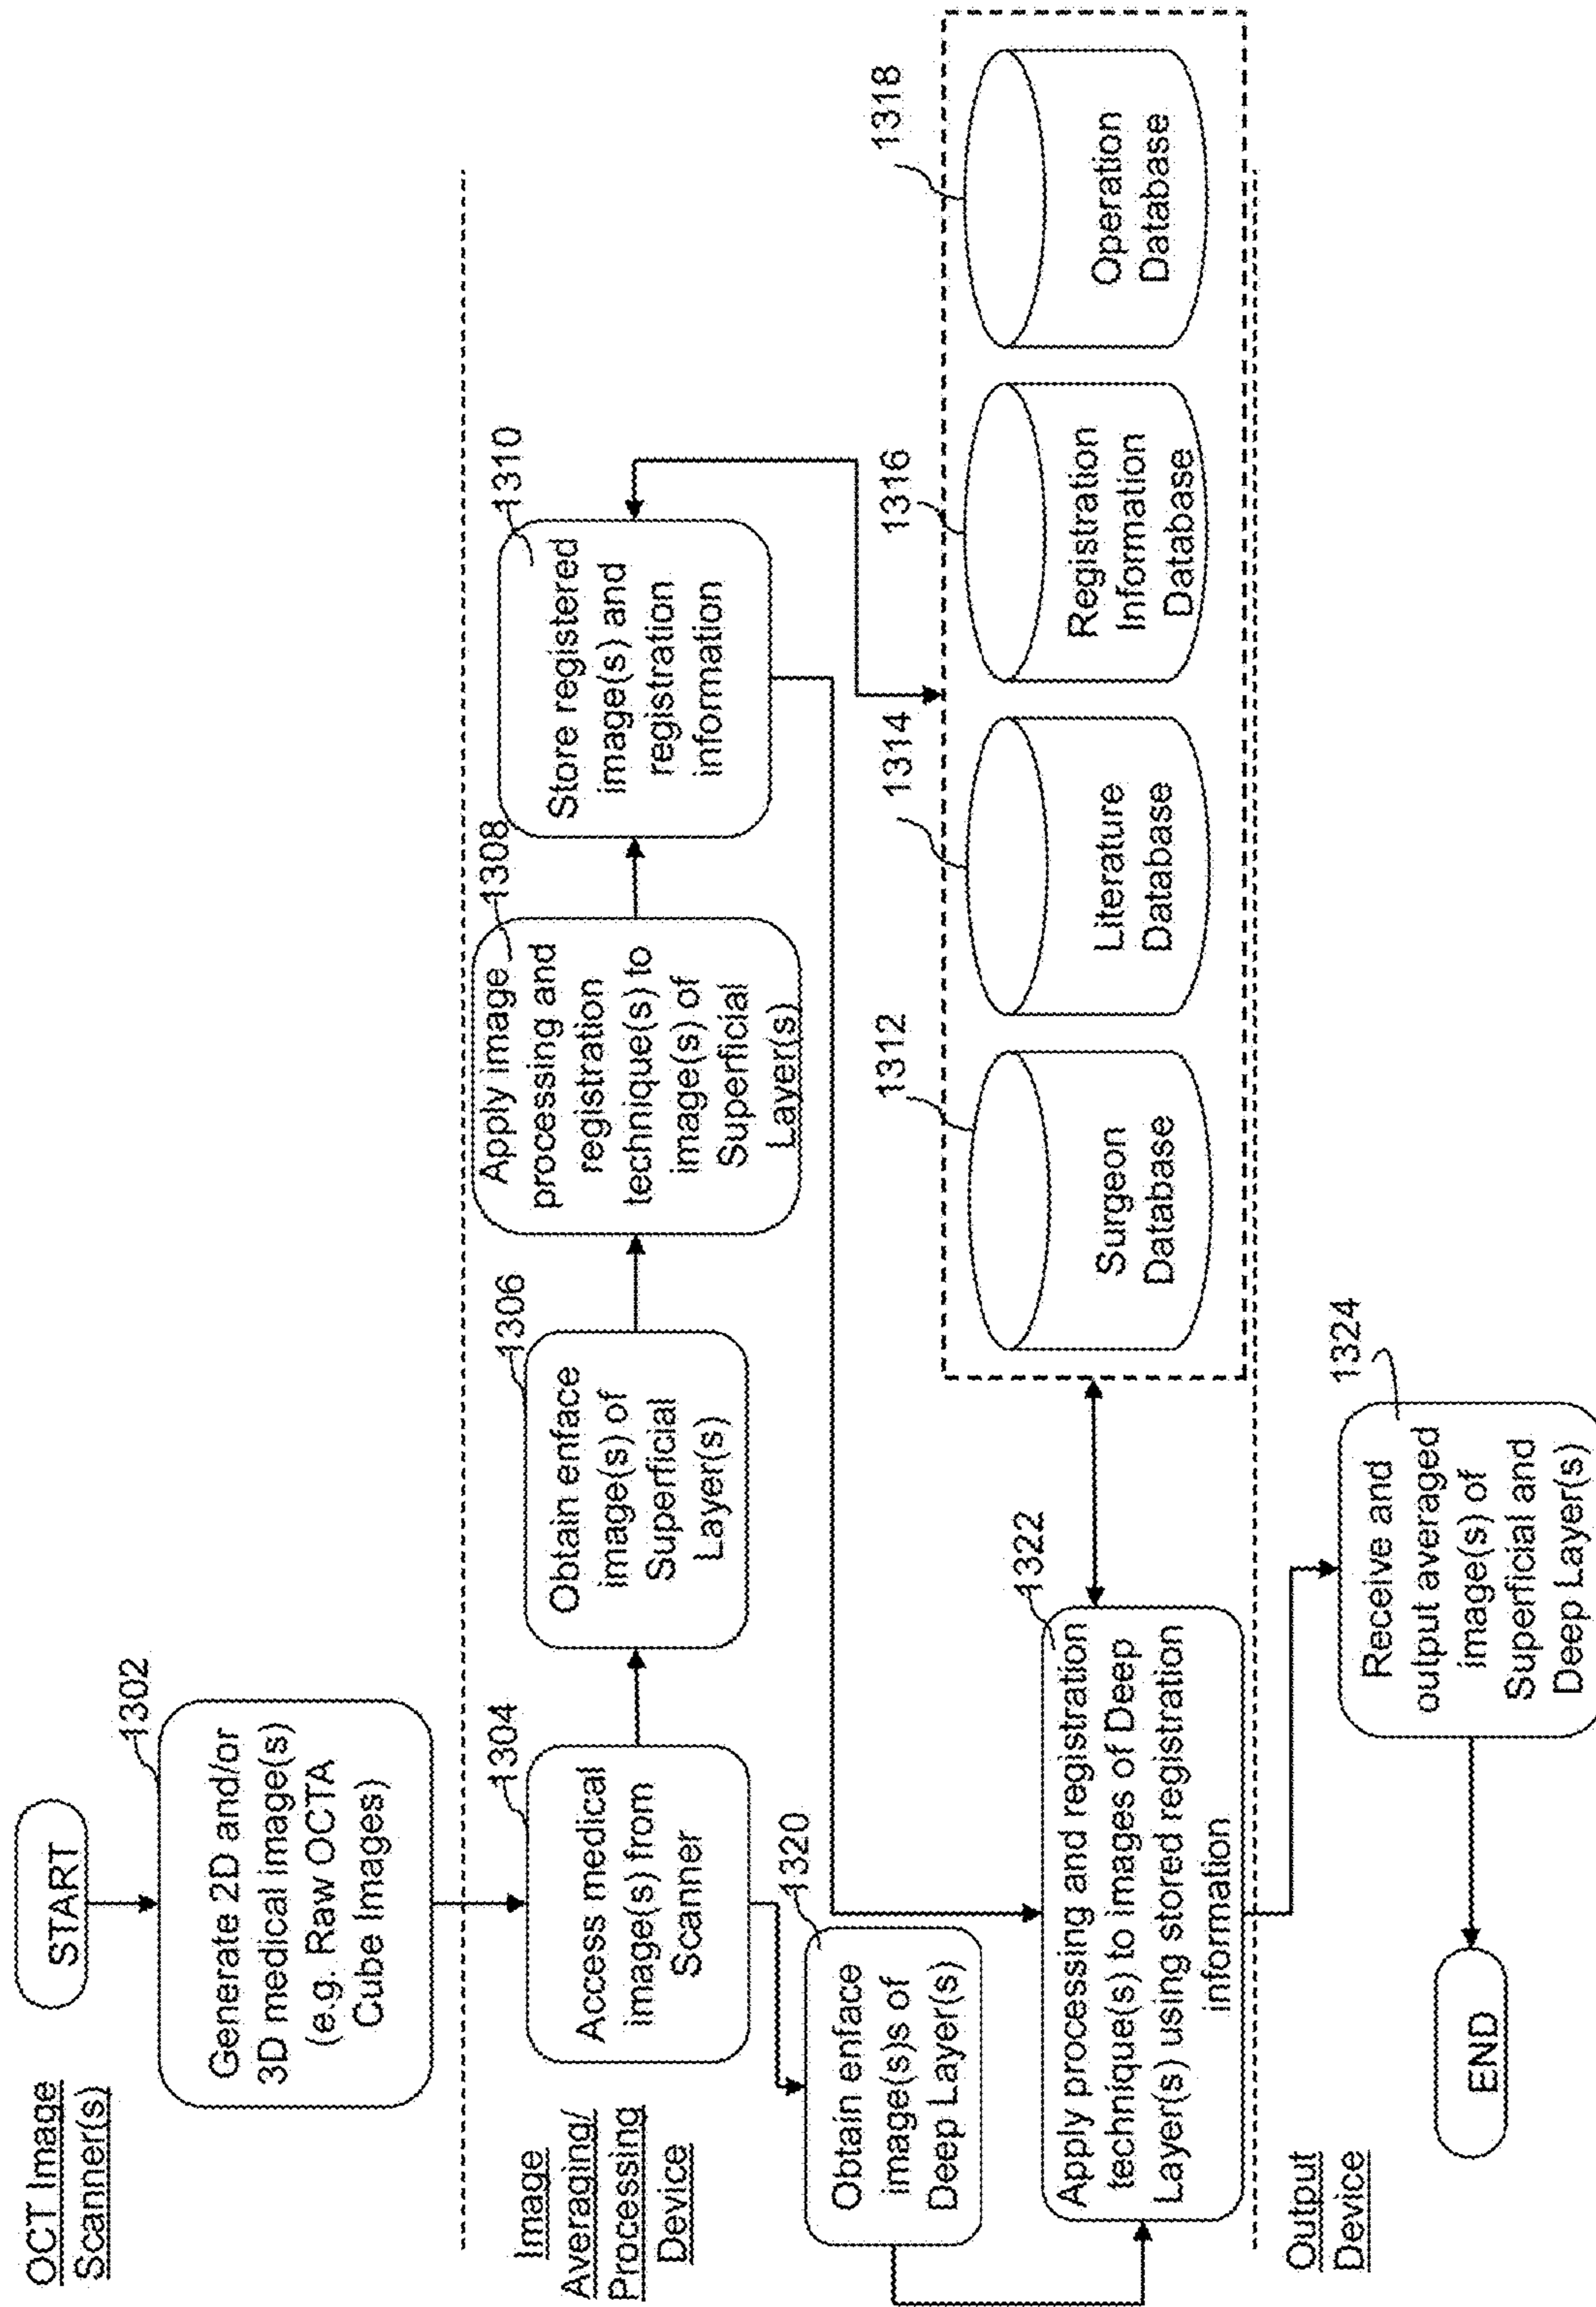 OCT Image
Scanner(s)
START
1302
Generate 2D and/or
3D medical image(s)
(e.g. Raw OCTA
Cube Images)
Image
Averaging/
Processing
Device
1304
Access medical
image(s) from
Scanner
1306
Obtain enface
image(s) of
Superficial
Layer(s)
1308
Apply image
processing and
registration
technique(s) to
image(s) of
Superficial
Layer(s)
1310
Store registered
image(s) and
registration
information
1320
Obtain enface
image(s)s of
Deep Layer(s)
1322
Apply processing and registration
technique(s) to images of Deep
Layer(s) using stored registration
information
1312
Surgeon
Database
1314
Literature
Database
1316
Registration
Information
Database
1318
Operation
Database
Output
Device
1324
Receive and
output averaged
image(s) of
Superficial and
Deep Layer(s)
END